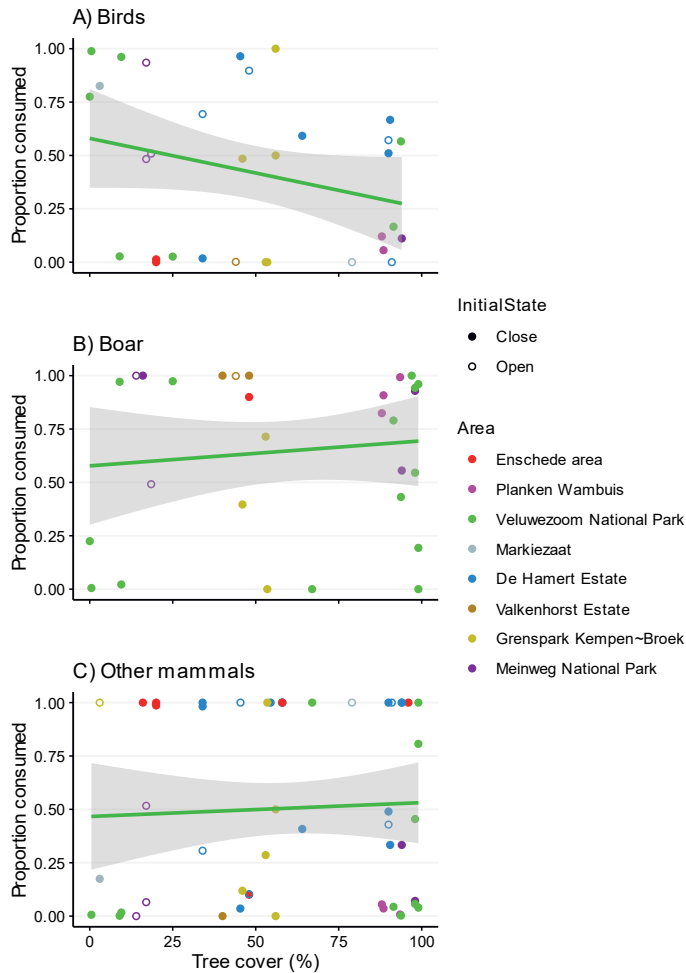 A) Birds
1.00
0.75
0.50
0.25
0.00
Proportion consumed
B) Boar
1.00
0.75
0.50
0.25
0.00
Proportion consumed
C) Other mammals
1.00
0.75
0.50
0.25
0.00
Proportion consumed
0 25 50 75 100
Tree cover (%)
InitialState
Close
Open
Area
Enschede area
Planken Wambuis
Veluwezoom National Park
Markiezaat
De Hamert Estate
Valkenhorst Estate
Grenspark Kempen~Broek
Meinweg National Park